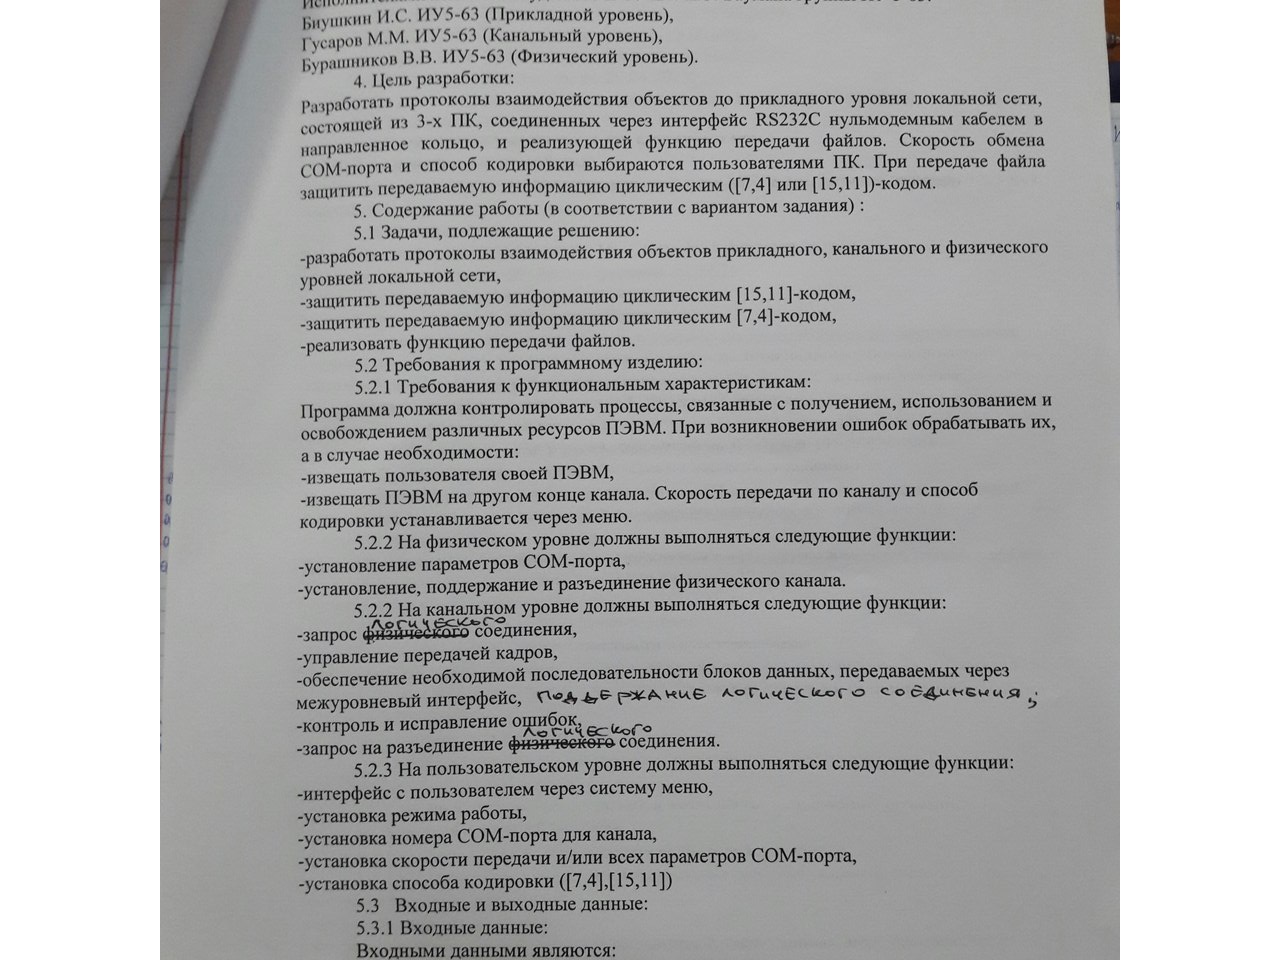 Биушкин И.С. ИУ5-63 (Прикладной уровень),
Гусаров М.М. ИУ5-63 (Канальный уровень),
Бурашников В.В. ИУ5-63 (Физический уровень).
4. Цель разработки:
Разработать протоколы взаимодействия объектов до прикладного уровня локальной сети,
состоящей из 3-х ПК, соединенных через интерфейс RS232C нульмодемным кабелем в
направленное кольцо, и реализующей функцию передачи файлов. Скорость обмена
СОМ-порта и способ кодировки выбираются пользователями ПК. При передаче файла
защитить передаваемую информацию циклическим ([7,4] или [15,11])-кодом.
5. Содержание работы (в соответствии с вариантом задания) :
5.1 Задачи, подлежащие решению:
-разработать протоколы взаимодействия объектов прикладного, канального и физического
уровней локальной сети,
-защитить передаваемую информацию циклическим [15,11]-кодом,
-защитить передаваемую информацию циклическим [7,4]-кодом,
-реализовать функцию передачи файлов.
5.2 Требования к программному изделию:
5.2.1 Требования к функциональным характеристикам:
Программа должна контролировать процессы, связанные с получением, использованием и
освобождением различных ресурсов ПЭВМ. При возникновении ошибок обрабатывать их,
а в случае необходимости:
-извещать пользователя своей ПЭВМ,
-извещать ПЭВМ на другом конце канала. Скорость передачи по каналу и способ
кодировки устанавливается через меню.
5.2.2 На физическом уровне должны выполняться следующие функции:
-установление параметров СОМ-порта,
-установление, поддержание и разъединение физического канала.
5.2.2 На канальном уровне должны выполняться следующие функции:
логического
-запрос физического соединения,
-управление передачей кадров,
-обеспечение необходимой последовательности блоков данных, передаваемых через
межуровневый интерфейс, поддержание логического соединения;
-контроль и исправление ошибок,
логического
-запрос на разъединение физического соединения.
5.2.3 На пользовательском уровне должны выполняться следующие функции:
-интерфейс с пользователем через систему меню,
-установка режима работы,
-установка номера СОМ-порта для канала,
-установка скорости передачи и/или всех параметров СОМ-порта,
-установка способа кодировки ([7,4],[15,11])
5.3 Входные и выходные данные:
5.3.1 Входные данные:
Входными данными являются: